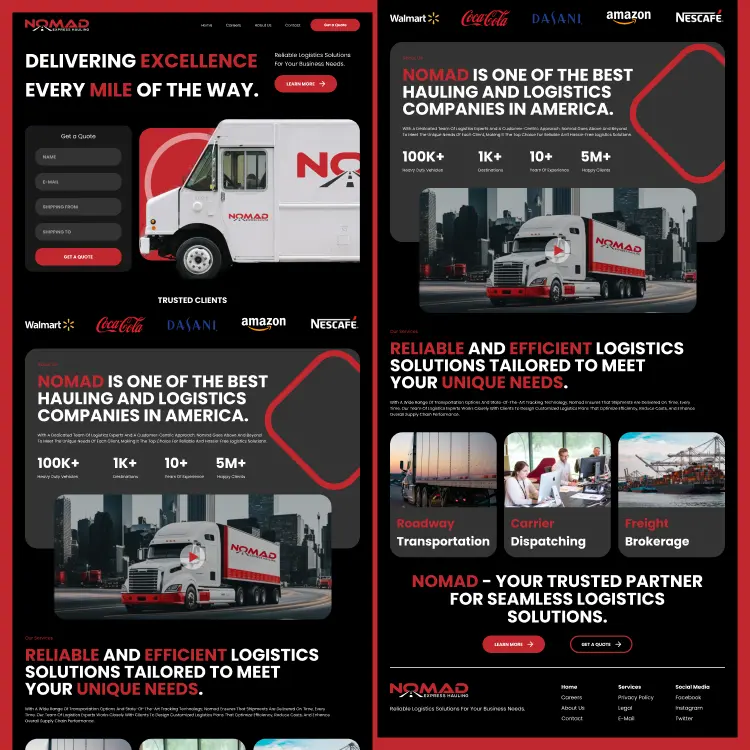 NOMAD
EXPRESS HAULING
Home Careers About Us Contact Get a Quote
DELIVERING EXCELLENCE
EVERY MILE OF THE WAY.
Reliable Logistics Solutions
For Your Business Needs.
LEARN MORE
Get a Quote
NAME
E-MAIL
SHIPPING FROM
SHIPPING TO
GET A QUOTE
NOMAD
TRUSTED CLIENTS
Walmart Coca-Cola DASANI amazon NESCAFÉ
About Us
NOMAD IS ONE OF THE BEST
HAULING AND LOGISTICS
COMPANIES IN AMERICA.
With A Dedicated Team Of Logistics Experts And A Customer-Centric Approach, Nomad Goes Above And Beyond
To Meet The Unique Needs Of Each Client, Making It The Top Choice For Reliable And Hassle-Free Logistics Solutions.
100K+ 1K+ 10+ 5M+
Heavy Duty Vehicles Destinations Years Of Experience Happy Clients
NOMAD
Our Services
RELIABLE AND EFFICIENT LOGISTICS
SOLUTIONS TAILORED TO MEET
YOUR UNIQUE NEEDS.
With A Wide Range Of Transportation Options And State-Of-The-Art Tracking Technology, Nomad Ensures That Shipments Are Delivered On Time, Every
Time. Our Team Of Logistics Experts Works Closely With Clients To Design Customized Logistics Plans That Optimize Efficiency, Reduce Costs, And Enhance
Overall Supply Chain Performance.
Walmart Coca-Cola DASANI amazon NESCAFÉ
About Us
NOMAD IS ONE OF THE BEST
HAULING AND LOGISTICS
COMPANIES IN AMERICA.
With A Dedicated Team Of Logistics Experts And A Customer-Centric Approach, Nomad Goes Above And Beyond
To Meet The Unique Needs Of Each Client, Making It The Top Choice For Reliable And Hassle-Free Logistics Solutions.
100K+ 1K+ 10+ 5M+
Heavy Duty Vehicles Destinations Years Of Experience Happy Clients
NOMAD
Our Services
RELIABLE AND EFFICIENT LOGISTICS
SOLUTIONS TAILORED TO MEET
YOUR UNIQUE NEEDS.
With A Wide Range Of Transportation Options And State-Of-The-Art Tracking Technology, Nomad Ensures That Shipments Are Delivered On Time, Every
Time. Our Team Of Logistics Experts Works Closely With Clients To Design Customized Logistics Plans That Optimize Efficiency, Reduce Costs, And Enhance
Overall Supply Chain Performance.
Roadway
Transportation
Carrier
Dispatching
Freight
Brokerage
NOMAD - YOUR TRUSTED PARTNER
FOR SEAMLESS LOGISTICS
SOLUTIONS.
LEARN MORE GET A QUOTE
NOMAD
EXPRESS HAULING
Reliable Logistics Solutions For Your Business Needs.
Home
Careers
About Us
Contact
Services
Privacy Policy
Legal
E-Mail
Social Media
Facebook
Instagram
Twitter